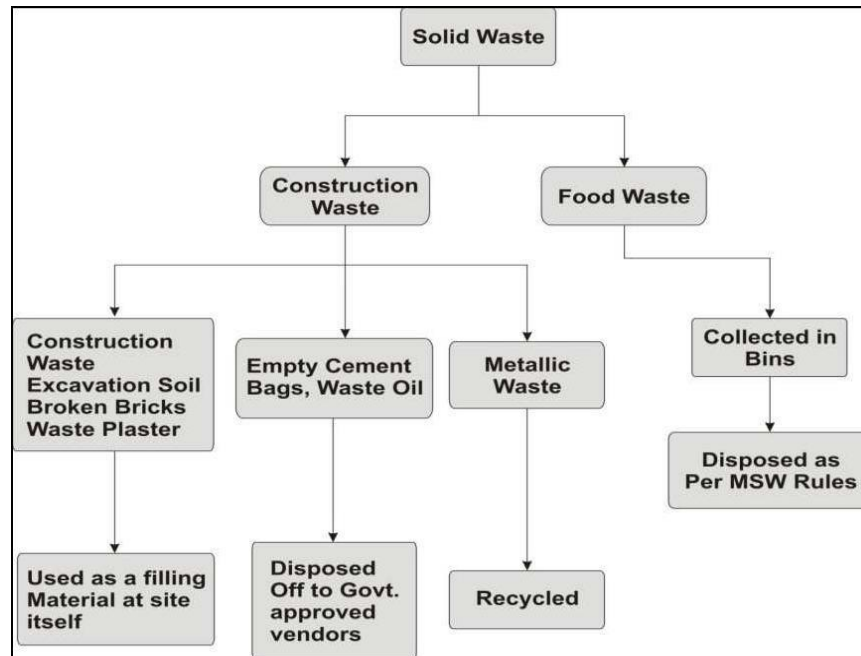 Solid Waste
Construction
Waste
Food Waste
Construction
Waste
Excavation Soil
Broken Bricks
Waste Plaster
Empty Cement
Bags, Waste Oil
Metallic
Waste
Collected in
Bins
Disposed as
Per MSW Rules
Used as a filling
Material at site
itself
Disposed
Off to Govt.
approved
vendors
Recycled